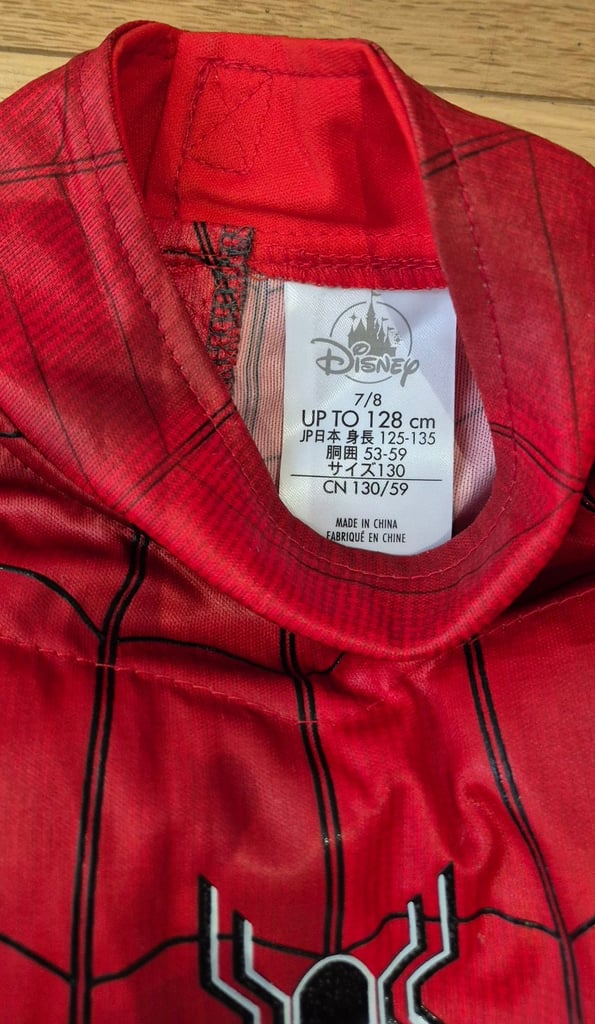 Disney
7/8
UP TO 128 cm
JP日本 身長 125-135
胴囲 53-59
サイズ130
CN 130/59
MADE IN CHINA
FABRIQUÉ EN CHINE